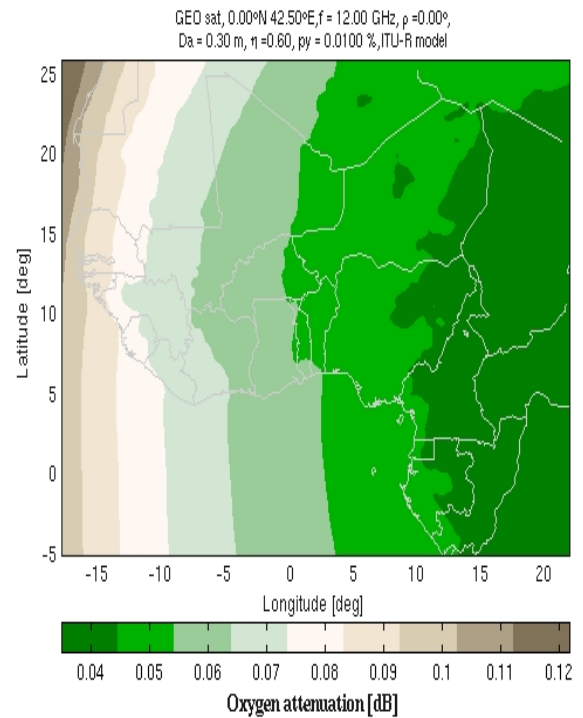 GEO sat, 0.00ºN 42.50ºE,f = 12.00 GHz, ρ =0.00º,
Da = 0.30 m, η =0.60, py = 0.0100 %,ITU-R model
25
20
15
10
5
0
-5
Latitude [deg]
-15 -10 -5 0 5 10 15 20
Longitude [deg]
0.04 0.05 0.06 0.07 0.08 0.09 0.1 0.11 0.12
Oxygen attenuation [dB]